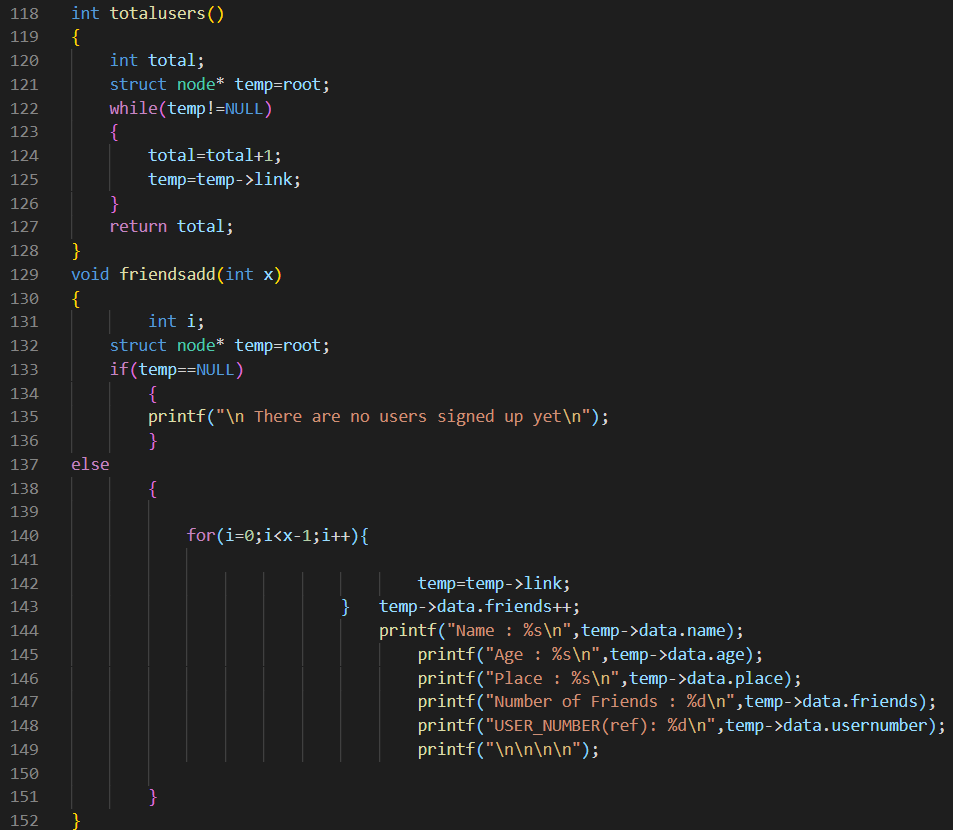 118 int totalusers()
119 {
120     int total;
121     struct node* temp=root;
122     while(temp!=NULL)
123     {
124         total=total+1;
125         temp=temp->link;
126     }
127     return total;
128 }
129 void friendsadd(int x)
130 {
131         int i;
132     struct node* temp=root;
133     if(temp==NULL)
134         {
135         printf("\n There are no users signed up yet\n");
136         }
137 else
138         {
139
140             for(i=0;i<x-1;i++){
141
142                                     temp=temp->link;
143                             }   temp->data.friends++;
144                                 printf("Name : %s\n",temp->data.name);
145                                     printf("Age : %s\n",temp->data.age);
146                                     printf("Place : %s\n",temp->data.place);
147                                     printf("Number of Friends : %d\n",temp->data.friends);
148                                     printf("USER_NUMBER(ref): %d\n",temp->data.usernumber);
149                                     printf("\n\n\n\n");
150
151         }
152 }